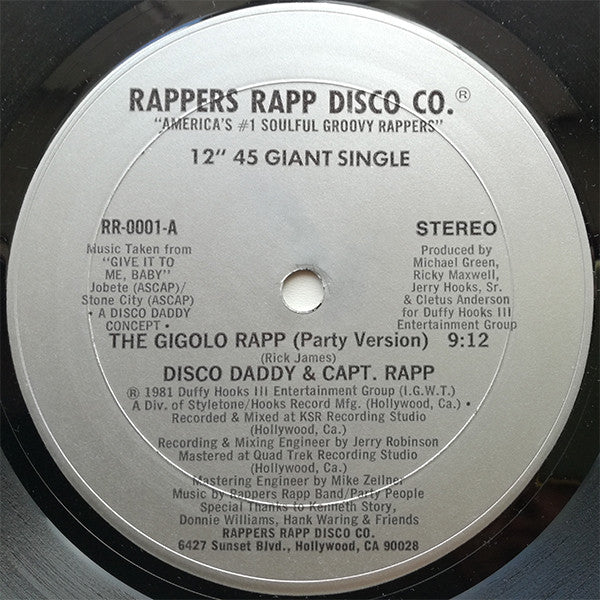 RAPPERS RAPP DISCO CO.®
"AMERICA'S #1 SOULFUL GROOVY RAPPERS"
12" 45 GIANT SINGLE
RR-0001-A
Music Taken from
"GIVE IT TO
ME, BABY"
Jobete (ASCAP)/
Stone City (ASCAP)
• A DISCO DADDY
CONCEPT •
STEREO
Produced by
Michael Green,
Ricky Maxwell,
Jerry Hooks, Sr.
& Cletus Anderson
for Duffy Hooks III
Entertainment Group
THE GIGOLO RAPP (Party Version) 9:12
(Rick James)
DISCO DADDY & CAPT. RAPP
® 1981 Duffy Hooks III Entertainment Group (I.G.W.T.)
A Div. of Styletone/Hooks Record Mfg. (Hollywood, Ca.) •
Recorded & Mixed at KSR Recording Studio
(Hollywood, Ca.)
Recording & Mixing Engineer by Jerry Robinson
Mastered at Quad Trek Recording Studio
(Hollywood, Ca.)
Mastering Engineer by Mike Zellner
Music by Rappers Rapp Band/Party People
Special Thanks to Kenneth Story,
Donnie Williams, Hank Waring & Friends
RAPPERS RAPP DISCO CO.
6427 Sunset Blvd., Hollywood, CA 90028